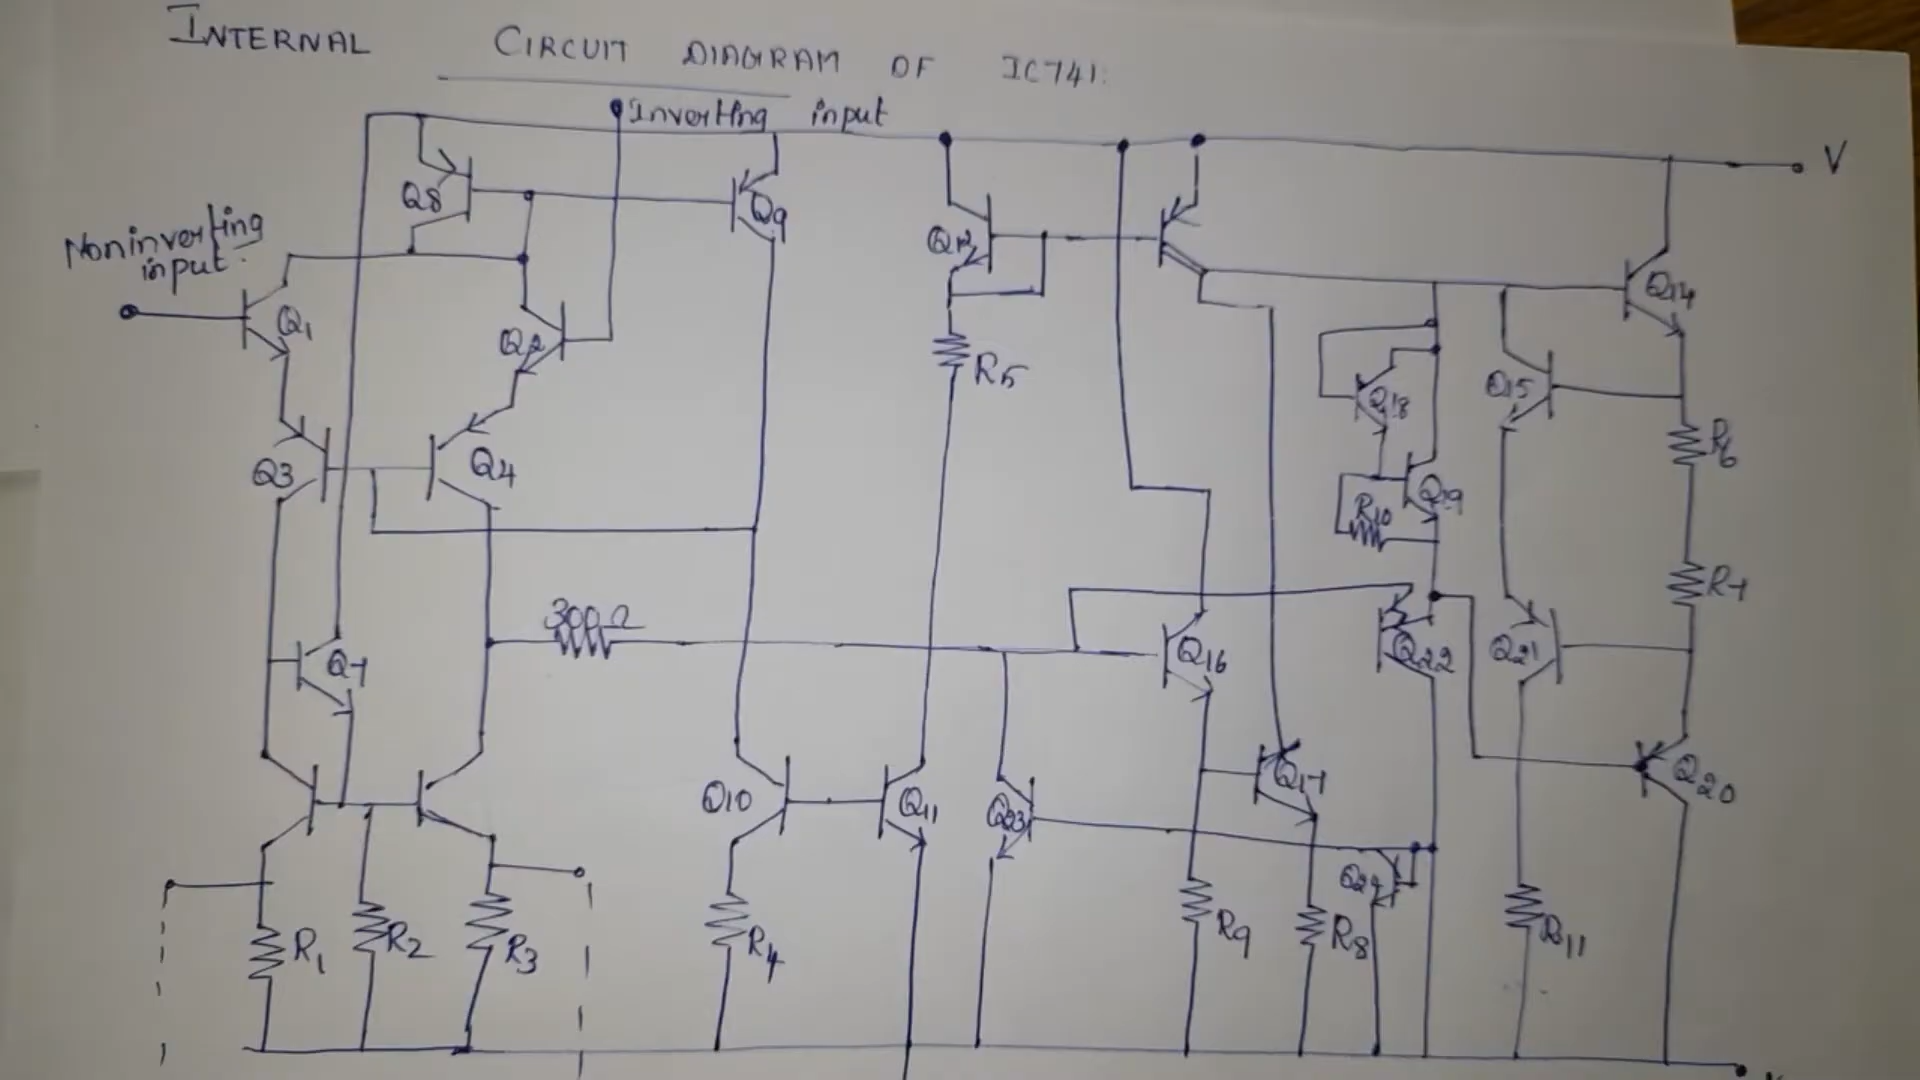 INTERNAL CIRCUIT DIAGRAM OF IC741.
Inverting input
V
Q8
Q9
Noninverting
input
Q12
Q14
Q1
Q2
R5
Q15
Q18
R6
Q3
Q4
Q19
R10
R7
300Ω
Q7
Q16
Q22
Q21
Q17
Q20
Q10
Q11
Q23
Q24
R1
R2
R3
R4
R9
R8
R11